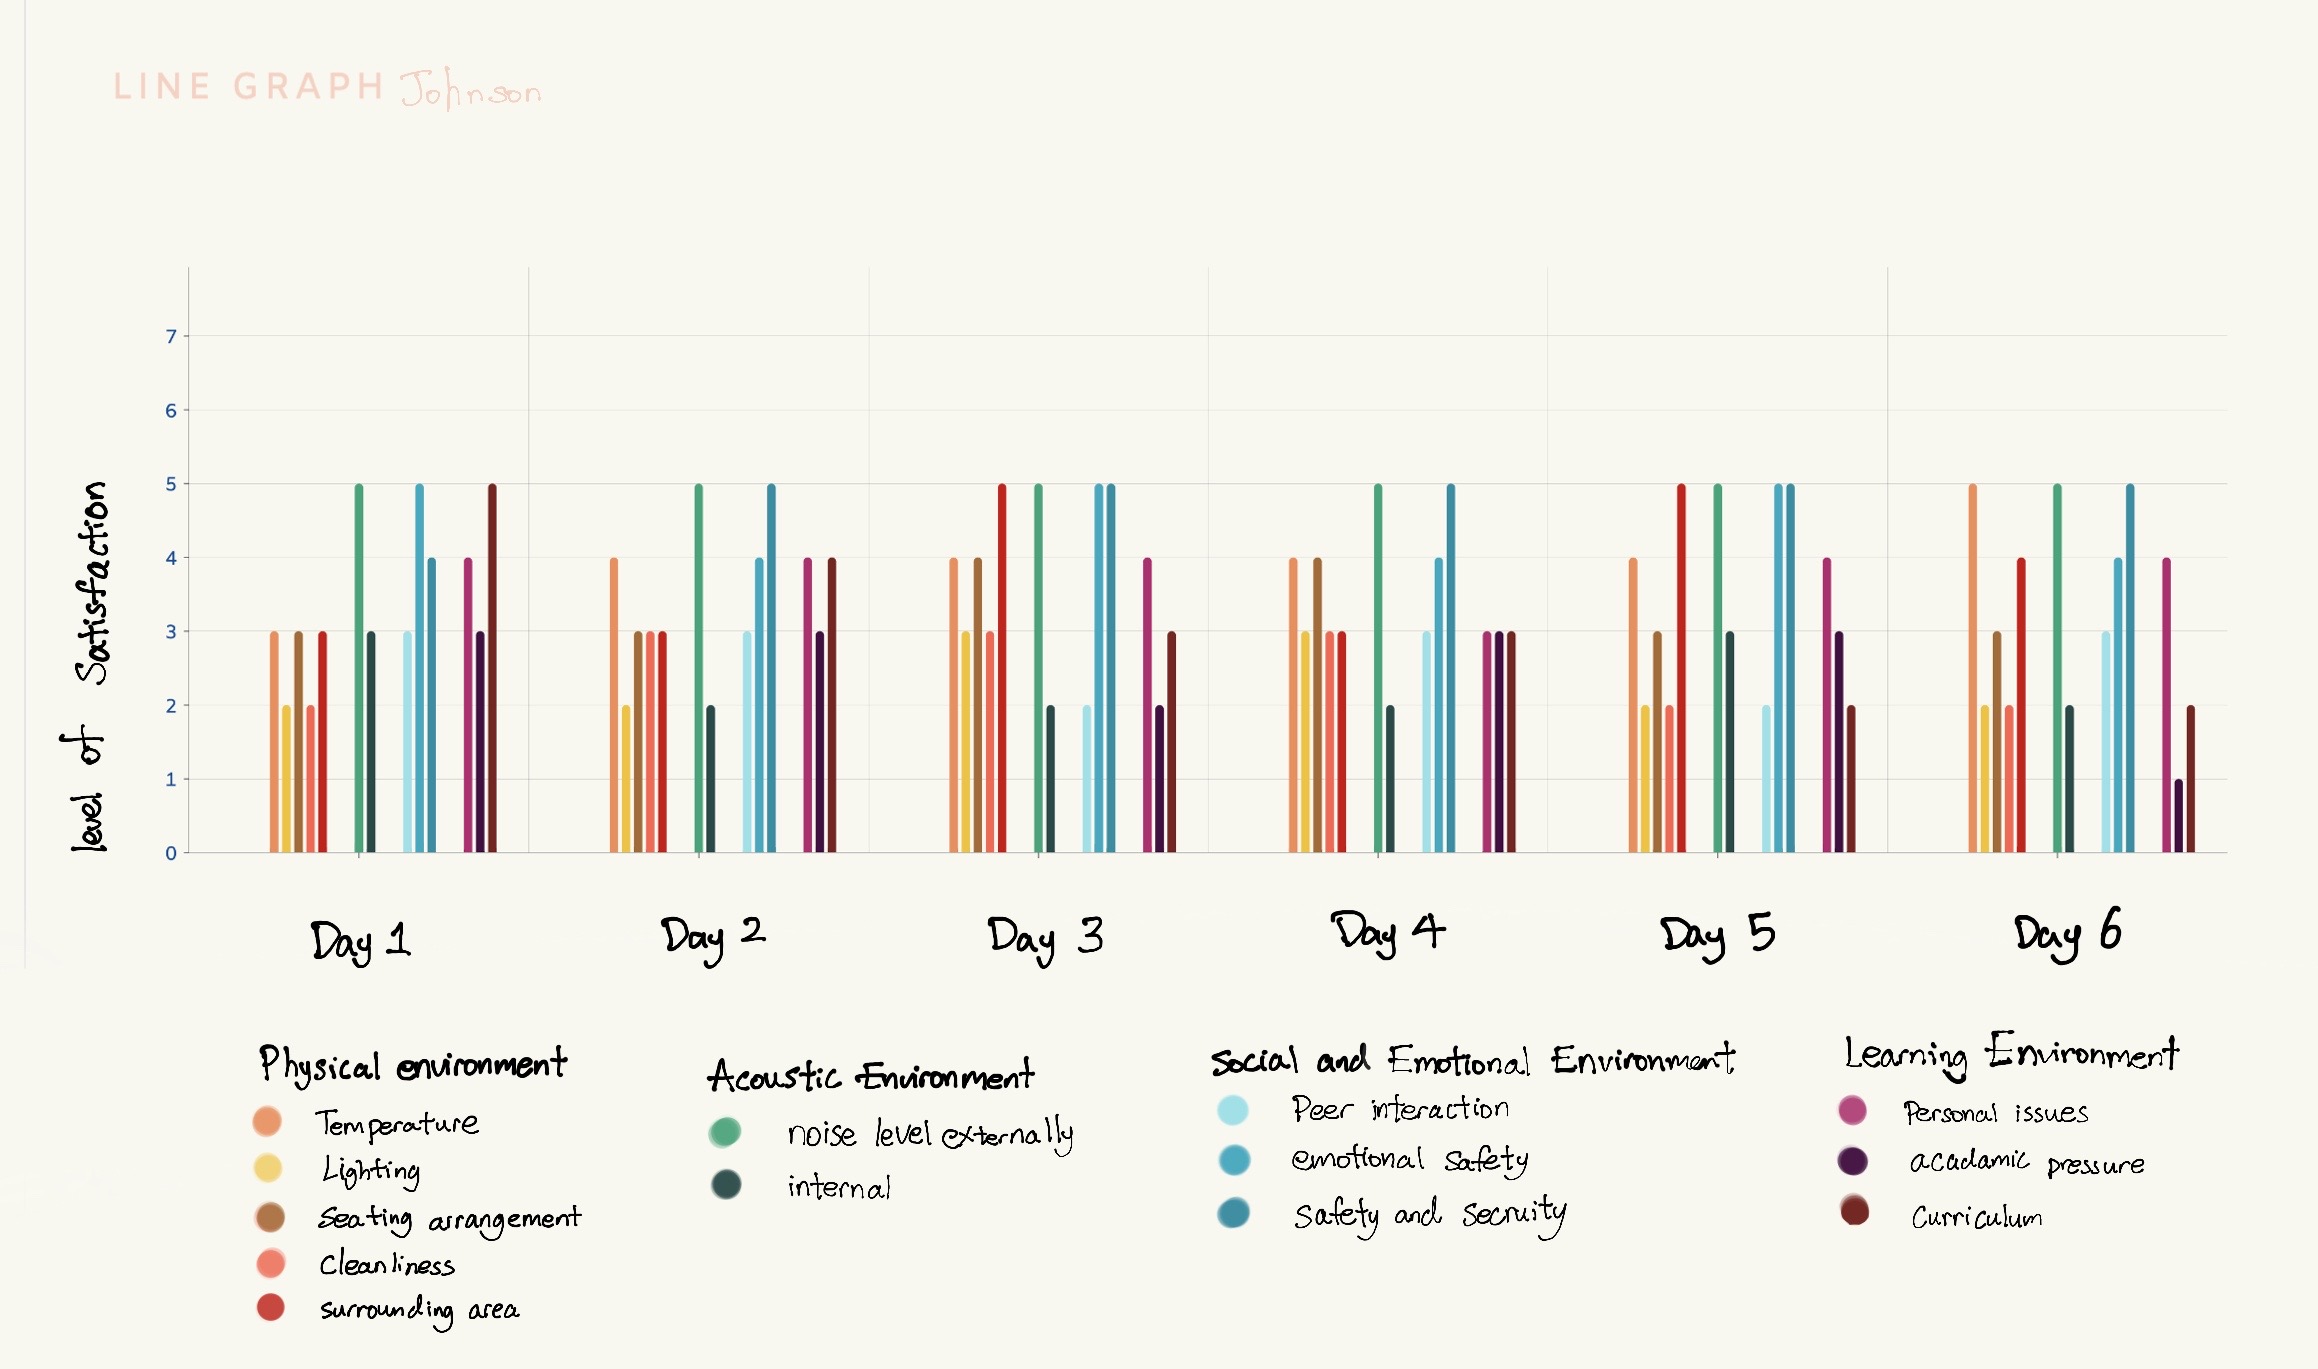 LINE GRAPH Johnson
level of Satisfaction
7
6
5
4
3
2
1
0
Day 1
Day 2
Day 3
Day 4
Day 5
Day 6
Physical environment
Temperature
Lighting
Seating arrangement
Cleanliness
surrounding area
Acoustic Environment
noise level externally
internal
Social and Emotional Environment
Peer interaction
emotional safety
Safety and secruity
Learning Environment
Personal issues
acadamic pressure
Curriculum